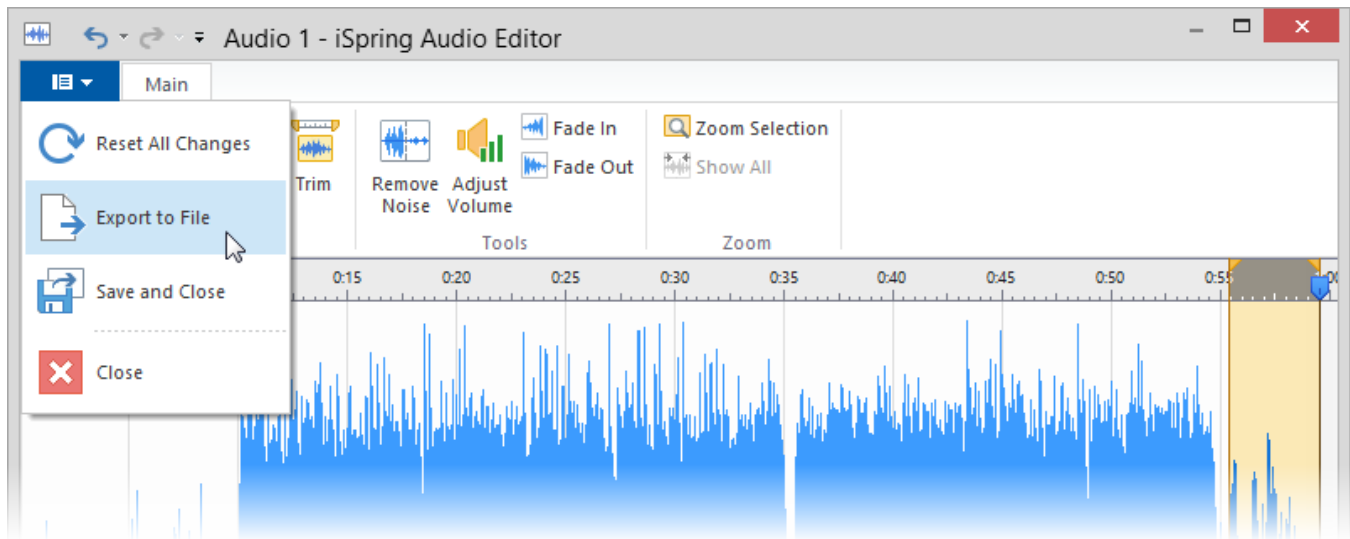 Audio 1 - iSpring Audio Editor
Main
Reset All Changes
Export to File
Save and Close
Close
Trim
Remove Noise
Adjust Volume
Fade In
Fade Out
Tools
Zoom Selection
Show All
Zoom
0:15 0:20 0:25 0:30 0:35 0:40 0:45 0:50